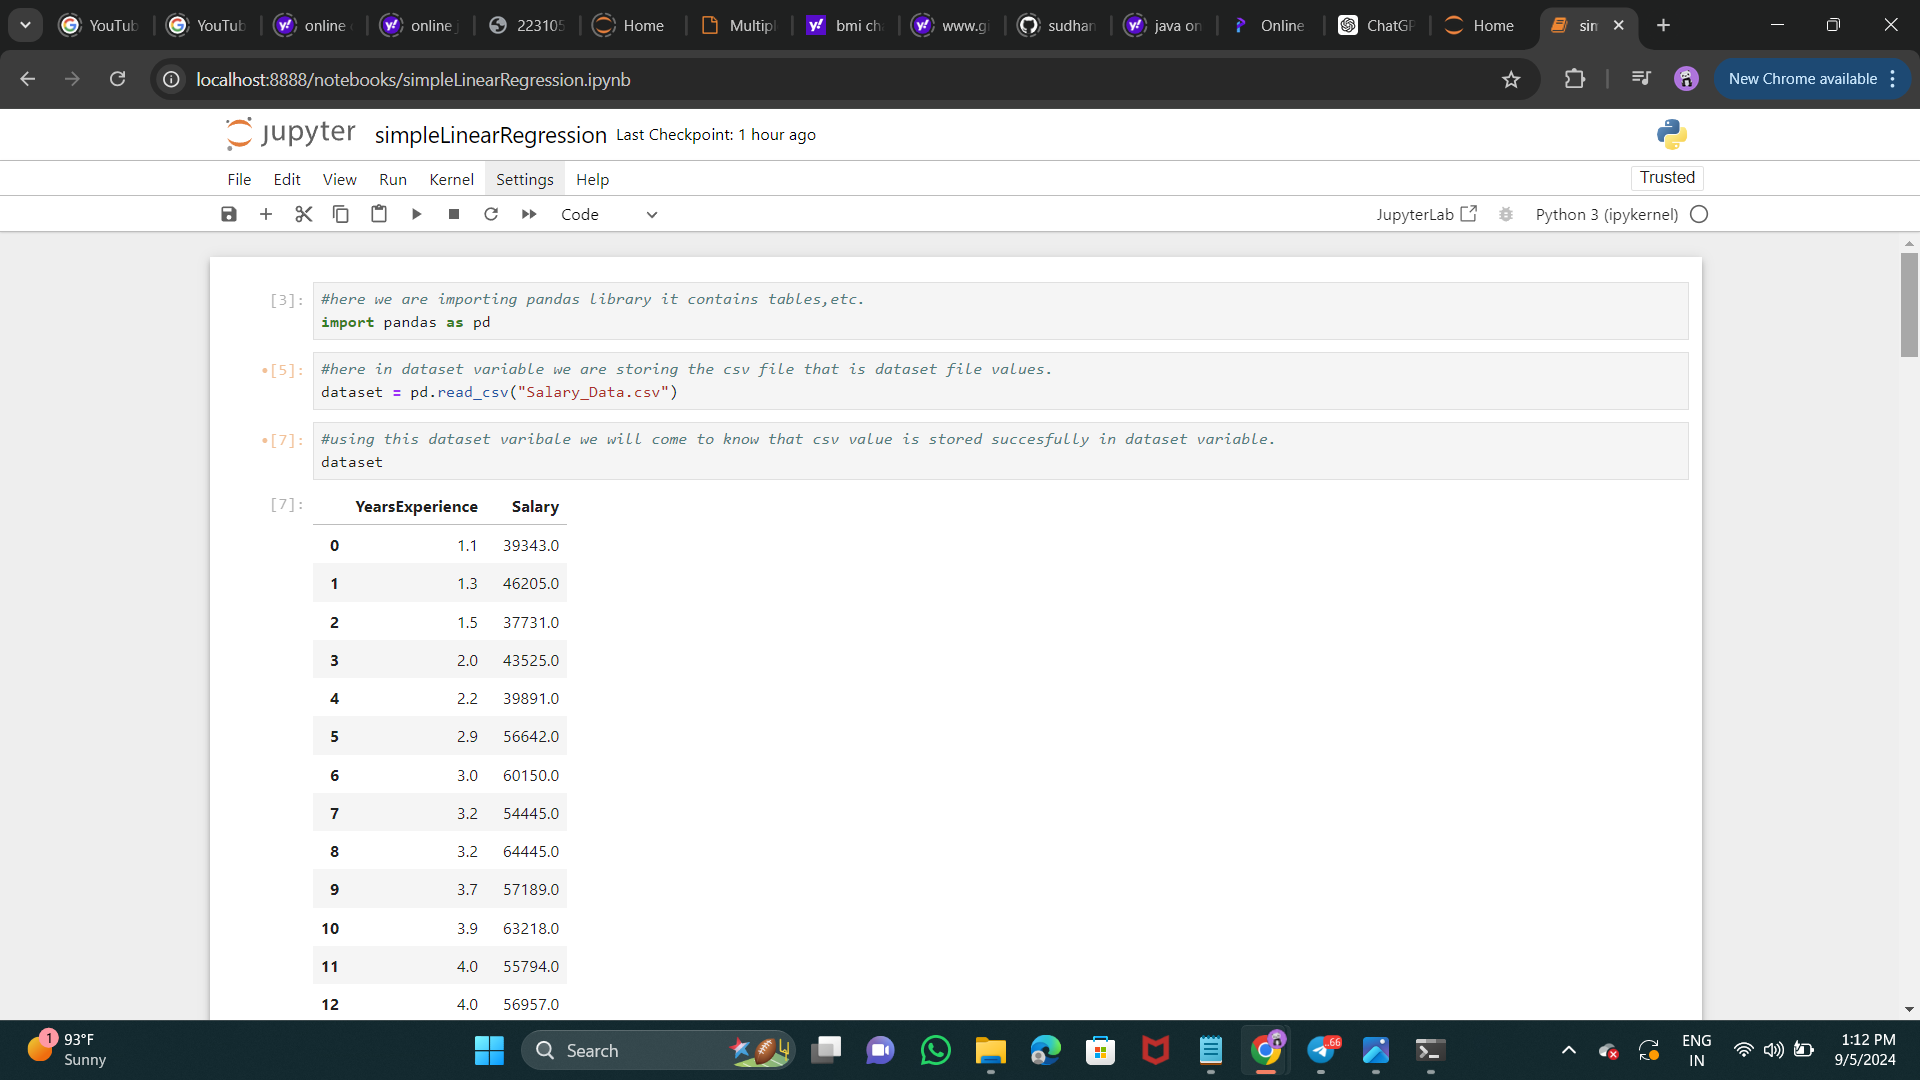 YouTub
YouTub
online
online
22310
Home
Multip
bmi ch
www.g
sudhan
java on
Online
ChatGP
Home
sin
localhost:8888/notebooks/simpleLinearRegression.ipynb
New Chrome available
jupyter
simpleLinearRegression Last Checkpoint: 1 hour ago
File Edit View Run Kernel Settings Help
Trusted
Code
JupyterLab
Python 3 (ipykernel)
[3]:
#here we are importing pandas library it contains tables,etc.
import pandas as pd
[5]:
#here in dataset variable we are storing the csv file that is dataset file values.
dataset = pd.read_csv("Salary_Data.csv")
[7]:
#using this dataset varibale we will come to know that csv value is stored succesfully in dataset variable.
dataset
[7]:
YearsExperience Salary
0 1.1 39343.0
1 1.3 46205.0
2 1.5 37731.0
3 2.0 43525.0
4 2.2 39891.0
5 2.9 56642.0
6 3.0 60150.0
7 3.2 54445.0
8 3.2 64445.0
9 3.7 57189.0
10 3.9 63218.0
11 4.0 55794.0
12 4.0 56957.0
1
93°F
Sunny
Search
66
ENG
IN
1:12 PM
9/5/2024